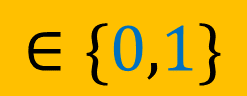 ∈ {0,1}